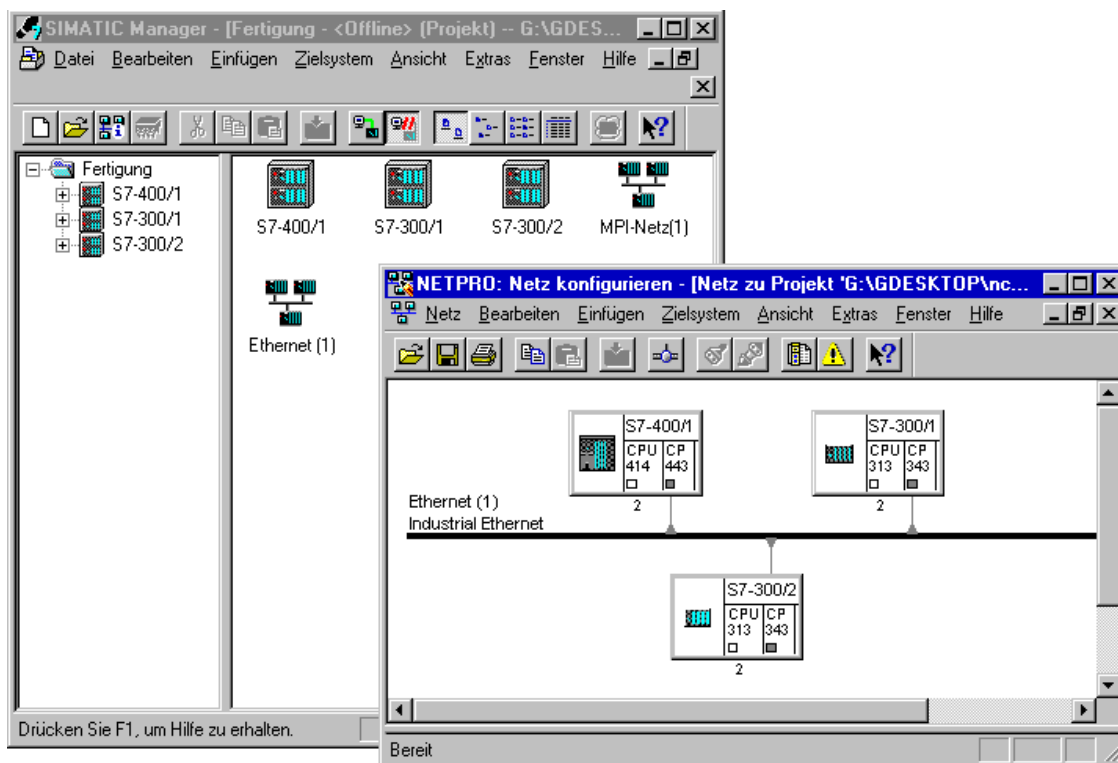 SIMATIC Manager - [Fertigung - <Offline> (Projekt) -- G:\GDES...
Datei Bearbeiten Einfügen Zielsystem Ansicht Extras Fenster Hilfe
Fertigung
S7-400/1
S7-300/1
S7-300/2
S7-400/1 S7-300/1 S7-300/2 MPI-Netz(1)
Ethernet (1)
NETPRO: Netz konfigurieren - [Netz zu Projekt 'G:\GDESKTOP\nc...
Netz Bearbeiten Einfügen Zielsystem Ansicht Extras Fenster Hilfe
S7-400/1
CPU CP
414 443
2
S7-300/1
CPU CP
313 343
2
Ethernet (1)
Industrial Ethernet
S7-300/2
CPU CP
313 343
2
Drücken Sie F1, um Hilfe zu erhalten.
Bereit